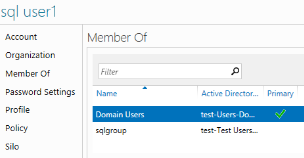 sql user1
Account
Organization
Member Of
Password Settings
Profile
Policy
Silo
Member Of
Filter
Name Active Director... Primary
Domain Users test-Users-Do...
sqlgroup test-Test Users...